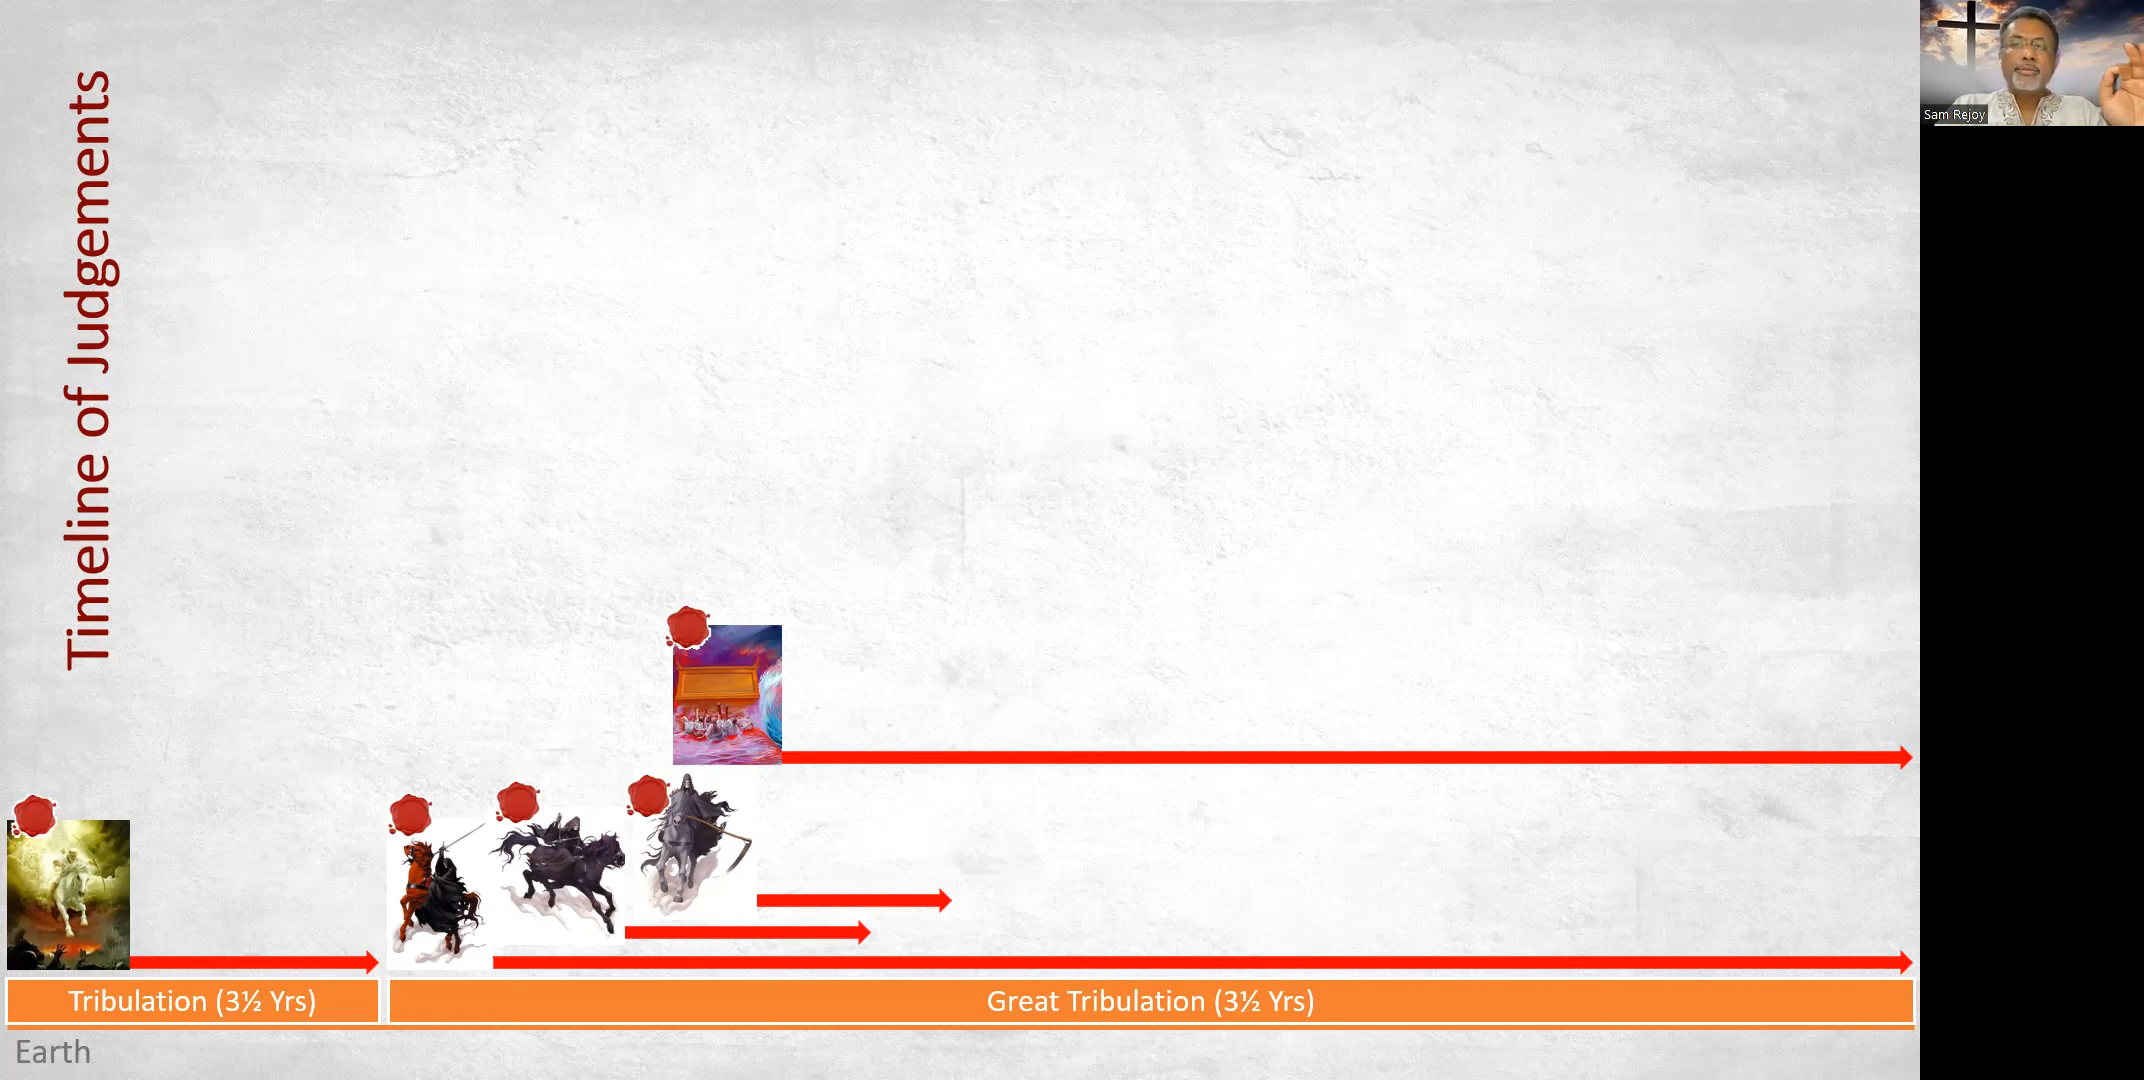 Timeline of Judgements
Sam Rejoy
Tribulation (3½ Yrs)
Great Tribulation (3½ Yrs)
Earth